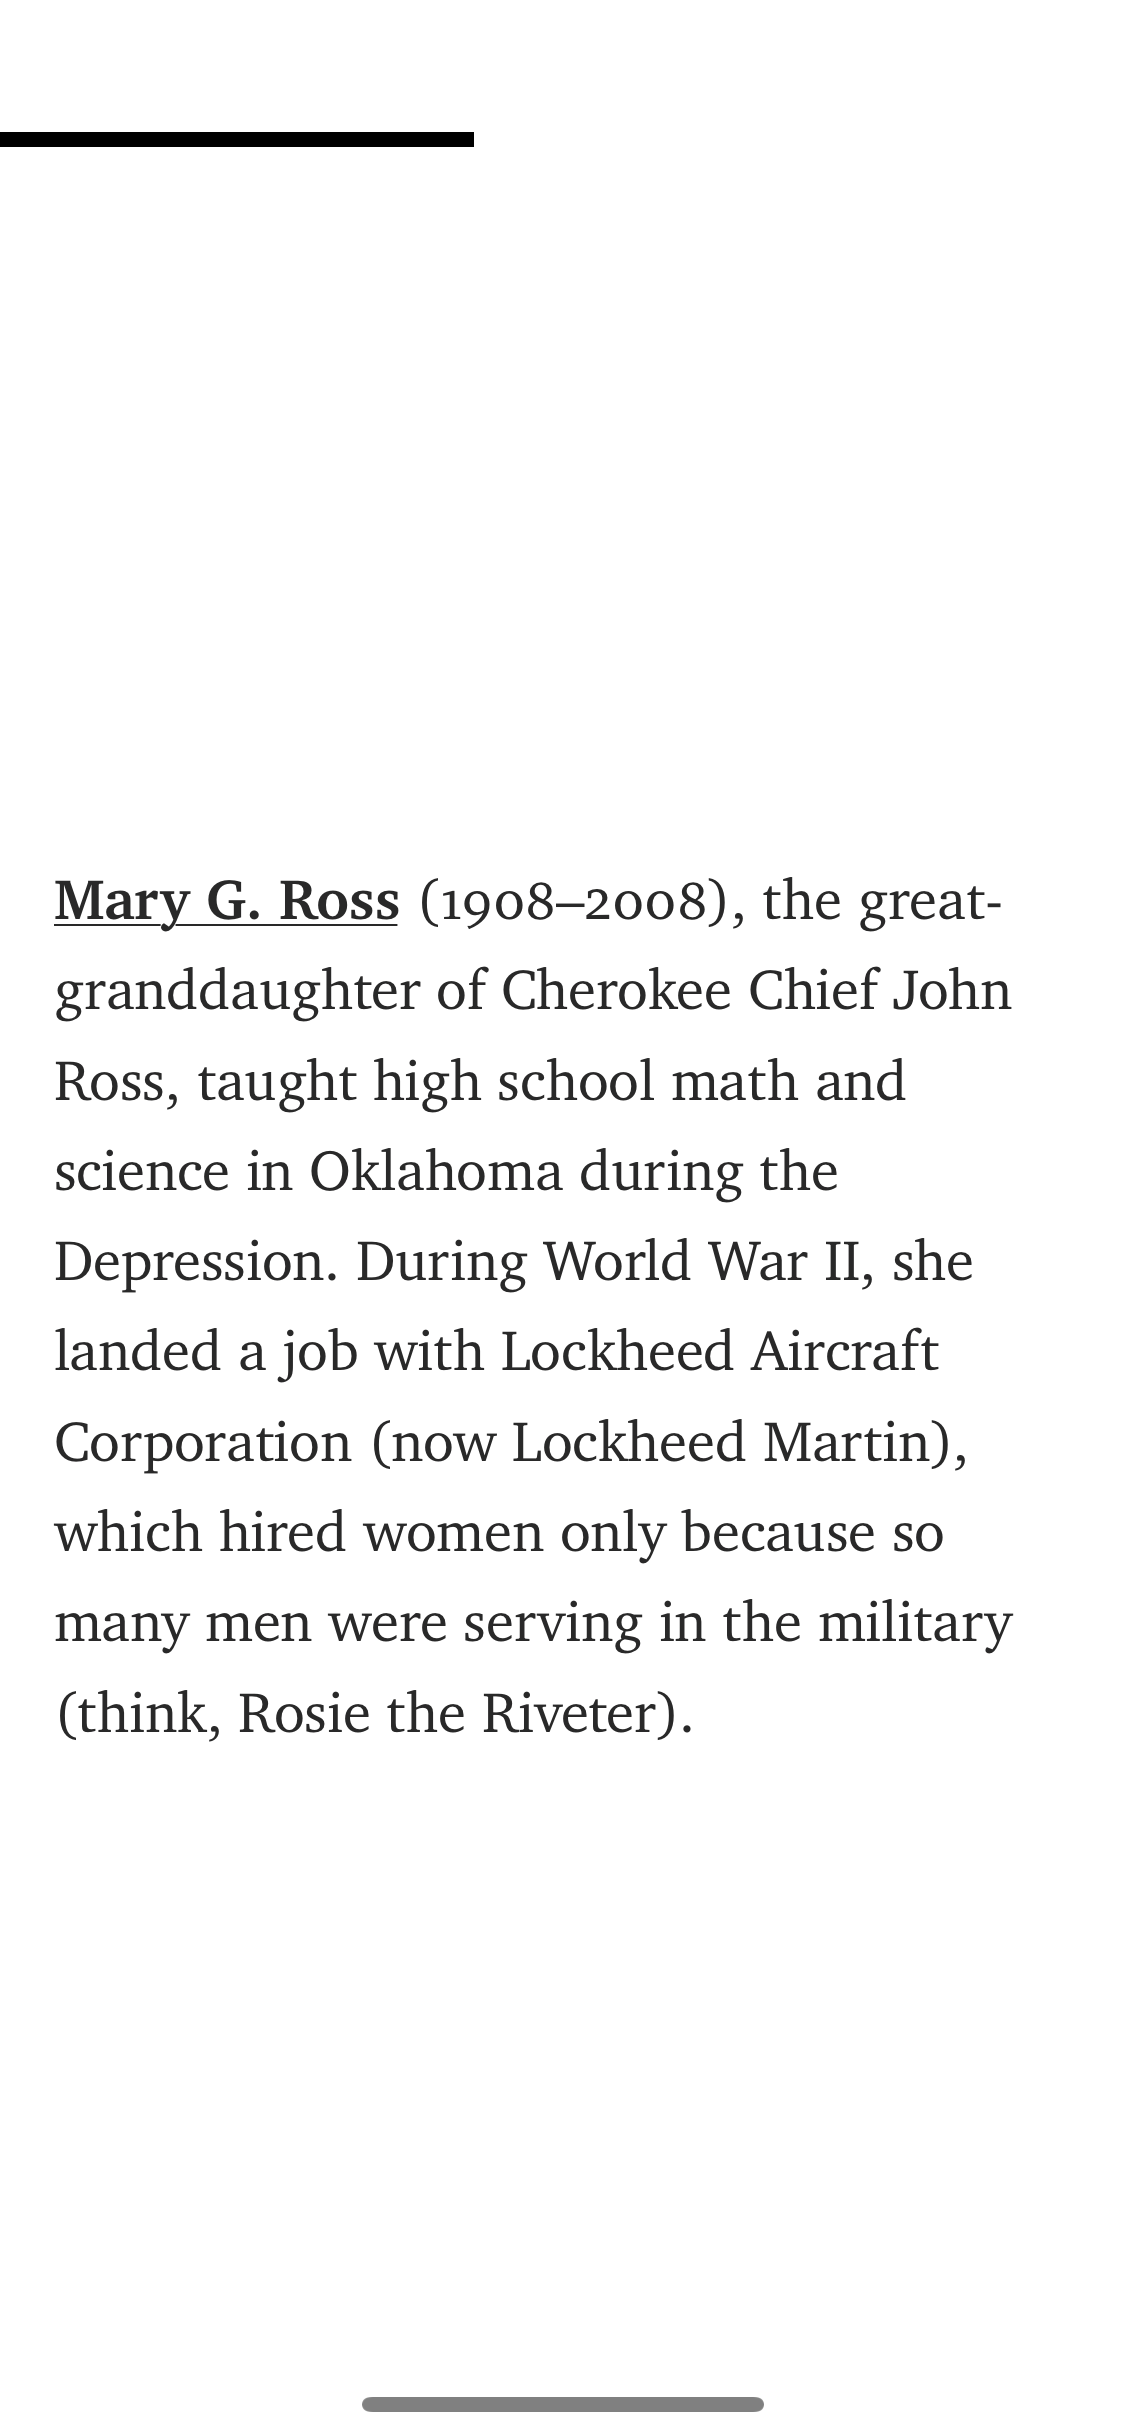 Mary G. Ross (1908–2008), the great-
granddaughter of Cherokee Chief John
Ross, taught high school math and
science in Oklahoma during the
Depression. During World War II, she
landed a job with Lockheed Aircraft
Corporation (now Lockheed Martin),
which hired women only because so
many men were serving in the military
(think, Rosie the Riveter).